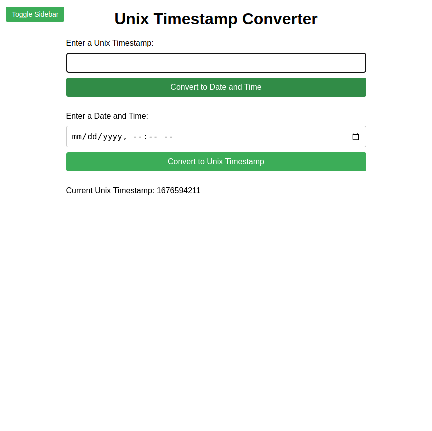 Toggle Sidebar
Unix Timestamp Converter
Enter a Unix Timestamp:
Convert to Date and Time
Enter a Date and Time:
mm/dd/yyyy, --:-- --
Convert to Unix Timestamp
Current Unix Timestamp: 1676594211